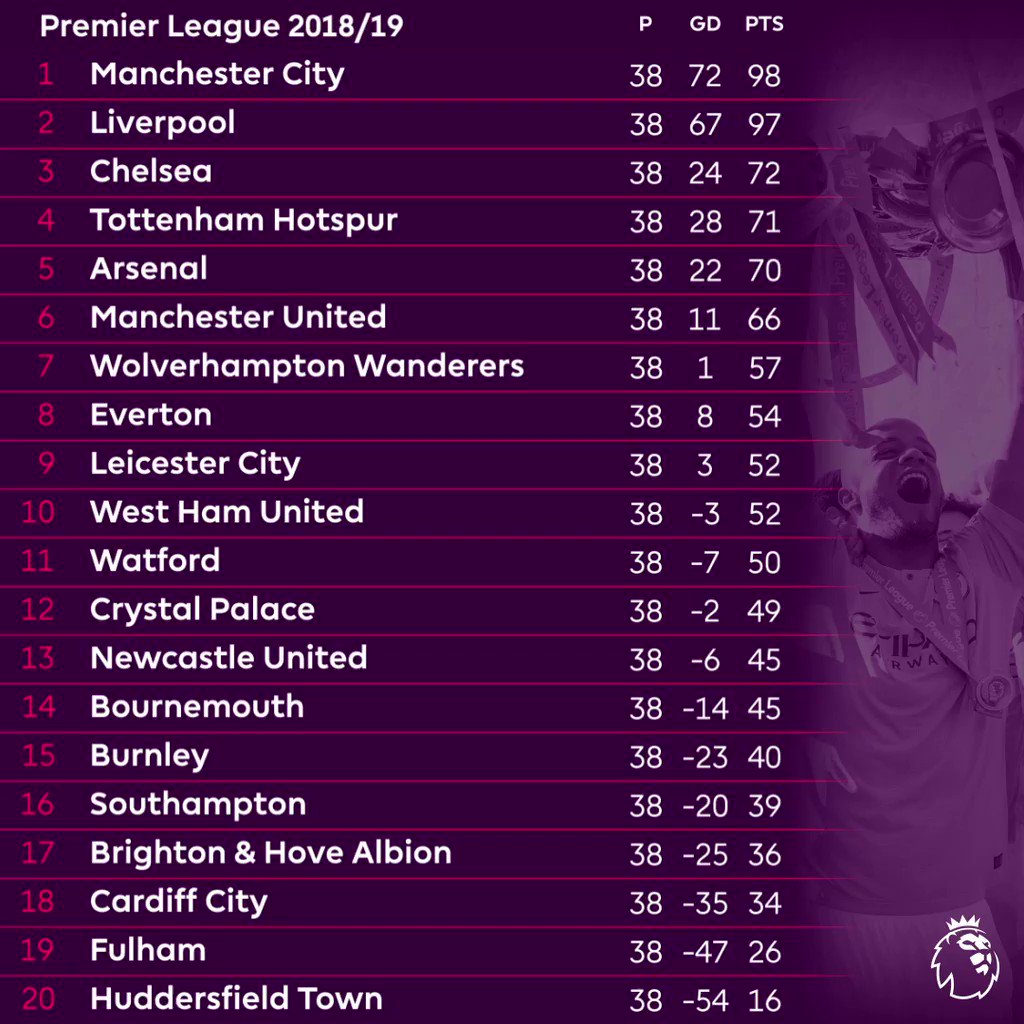 Premier League 2018/19 P GD PTS
1 Manchester City 38 72 98
2 Liverpool 38 67 97
3 Chelsea 38 24 72
4 Tottenham Hotspur 38 28 71
5 Arsenal 38 22 70
6 Manchester United 38 11 66
7 Wolverhampton Wanderers 38 1 57
8 Everton 38 8 54
9 Leicester City 38 3 52
10 West Ham United 38 -3 52
11 Watford 38 -7 50
12 Crystal Palace 38 -2 49
13 Newcastle United 38 -6 45
14 Bournemouth 38 -14 45
15 Burnley 38 -23 40
16 Southampton 38 -20 39
17 Brighton & Hove Albion 38 -25 36
18 Cardiff City 38 -35 34
19 Fulham 38 -47 26
20 Huddersfield Town 38 -54 16